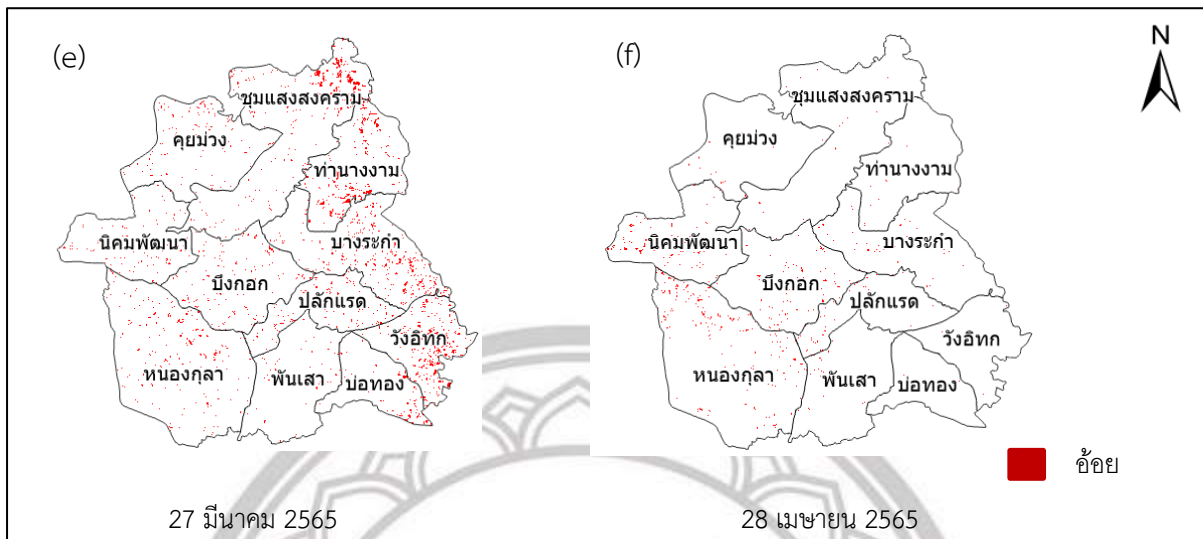 (e)
ชุมแสงสงคราม
คุยม่วง
ท่านางงาม
นิคมพัฒนา
บางระกำ
บึงกอก
ปลักแรด
วังอิทก
หนองกุลา
พันเสา
บ่อทอง
27 มีนาคม 2565
(f)
ชุมแสงสงคราม
คุยม่วง
ท่านางงาม
นิคมพัฒนา
บางระกำ
บึงกอก
ปลักแรด
วังอิทก
หนองกุลา
พันเสา
บ่อทอง
28 เมษายน 2565
N
อ้อย